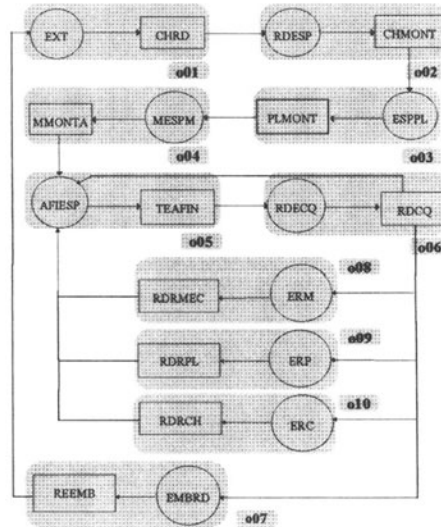 EXT
CHRD
RDESP
CHMONT
o01
o02
MMONTA
MESPM
PLMONT
ESPPL
o04
o03
AFIESP
TEAFIN
RDECQ
RDCQ
o05
o06
o08
RDRMEC
ERM
o09
RDRPL
ERP
o10
RDRCH
ERC
REEMB
EMBRD
o07